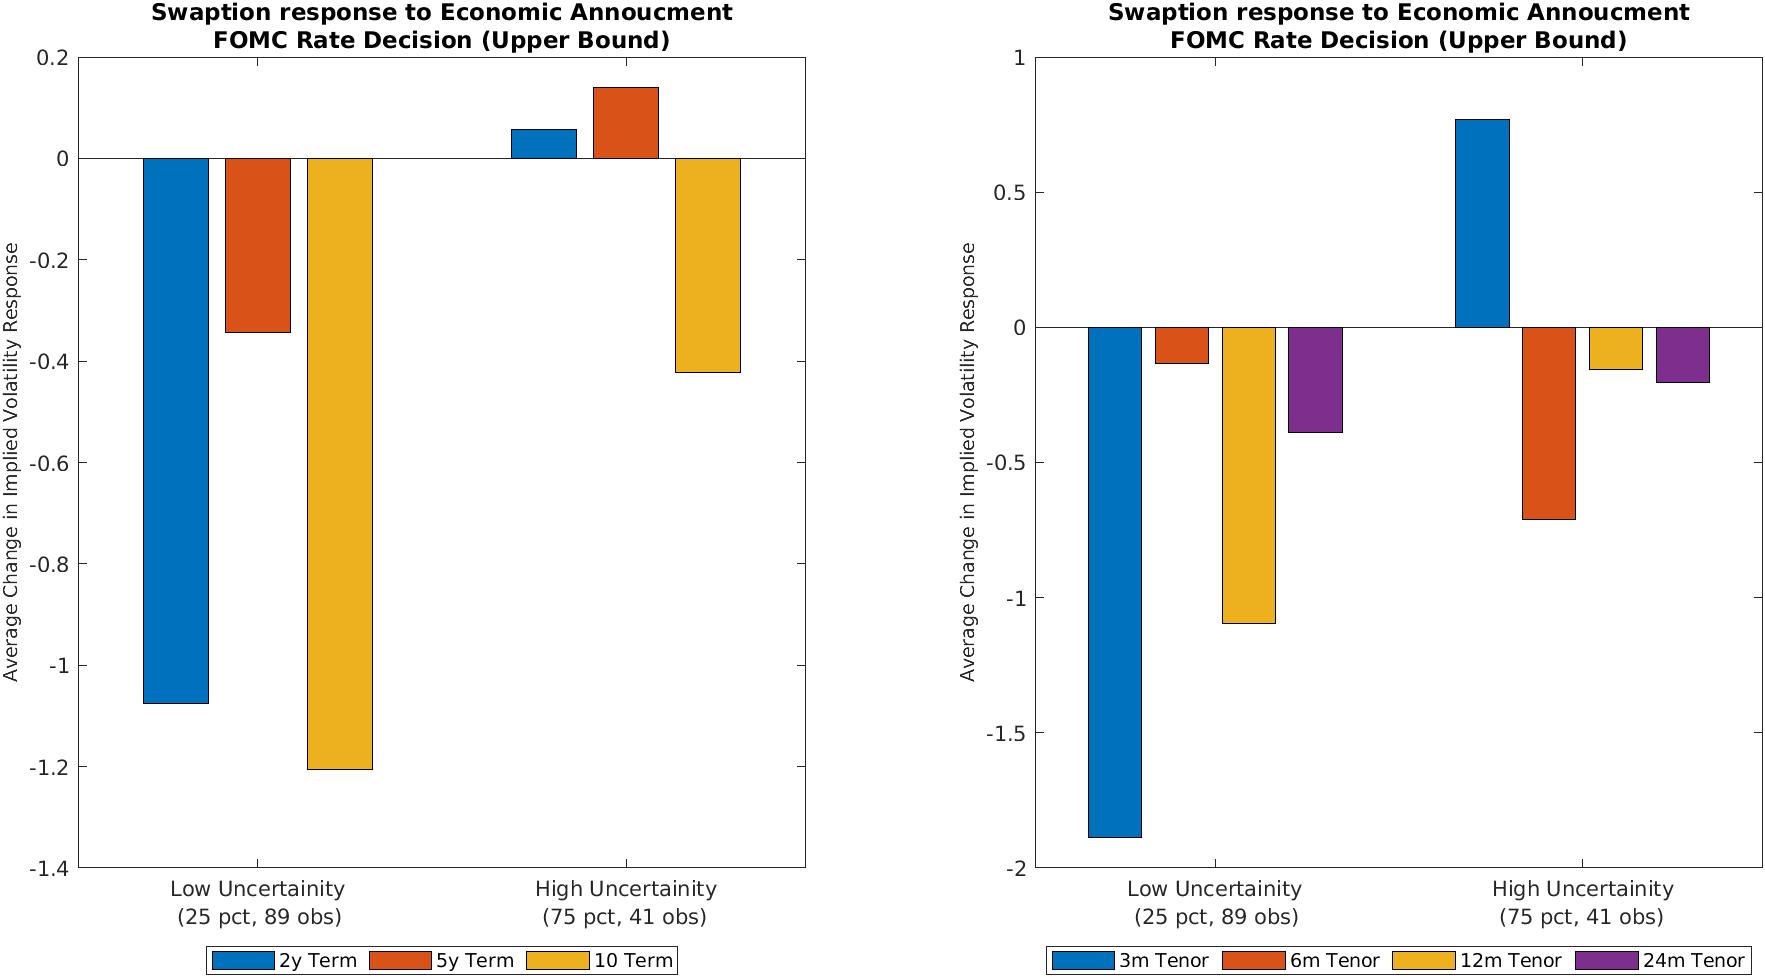 Swaption response to Economic Annoucment
FOMC Rate Decision (Upper Bound)
Average Change in Implied Volatility Response
0.2
0
-0.2
-0.4
-0.6
-0.8
-1
-1.2
-1.4
Low Uncertainity
(25 pct, 89 obs)
High Uncertainity
(75 pct, 41 obs)
2y Term
5y Term
10 Term
Swaption response to Economic Annoucment
FOMC Rate Decision (Upper Bound)
Average Change in Implied Volatility Response
1
0.5
0
-0.5
-1
-1.5
-2
Low Uncertainity
(25 pct, 89 obs)
High Uncertainity
(75 pct, 41 obs)
3m Tenor
6m Tenor
12m Tenor
24m Tenor